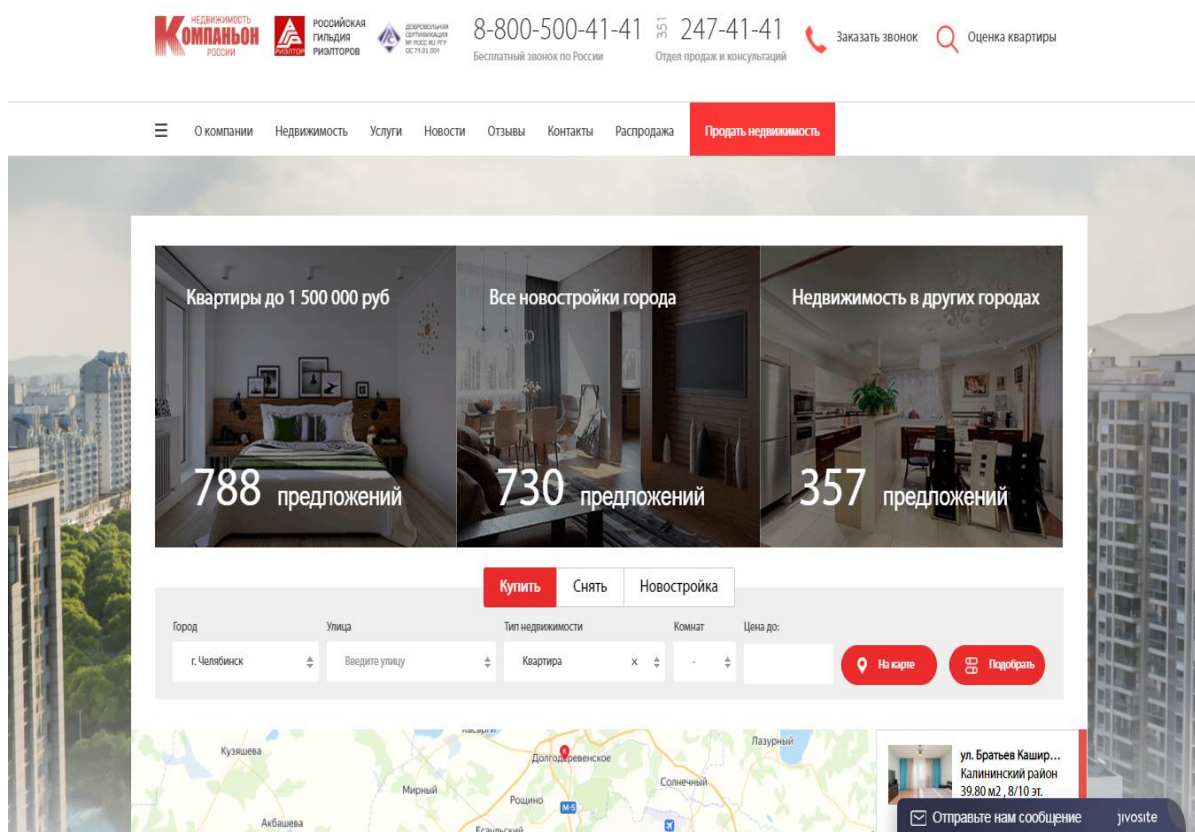 НЕДВИЖИМОСТЬ
КОМПАНЬОН
РОССИИ
РИЭЛТОР
РОССИЙСКАЯ
ГИЛЬДИЯ
РИЭЛТОРОВ
ДОБРОВОЛЬНАЯ
СЕРТИФИКАЦИЯ
8-800-500-41-41
Бесплатный звонок по России
351 247-41-41
Отдел продаж и консультаций
Заказать звонок
Оценка квартиры
О компании Недвижимость Услуги Новости Отзывы Контакты Распродажа Продать недвижимость
Квартиры до 1 500 000 руб
788 предложений
Все новостройки города
730 предложений
Недвижимость в других городах
357 предложений
Купить Снять Новостройка
Город Улица Тип недвижимости Комнат Цена до:
г. Челябинск Введите улицу Квартира x - На карте Подобрать
Кузяшева
Долгодеревенское
Лазурный
Мирный
Солнечный
Рощино
М-5
Акбашева
Есаульский
ул. Братьев Кашир...
Калининский район
39.80 м2 , 8/10 эт.
Отправьте нам сообщение jivosite